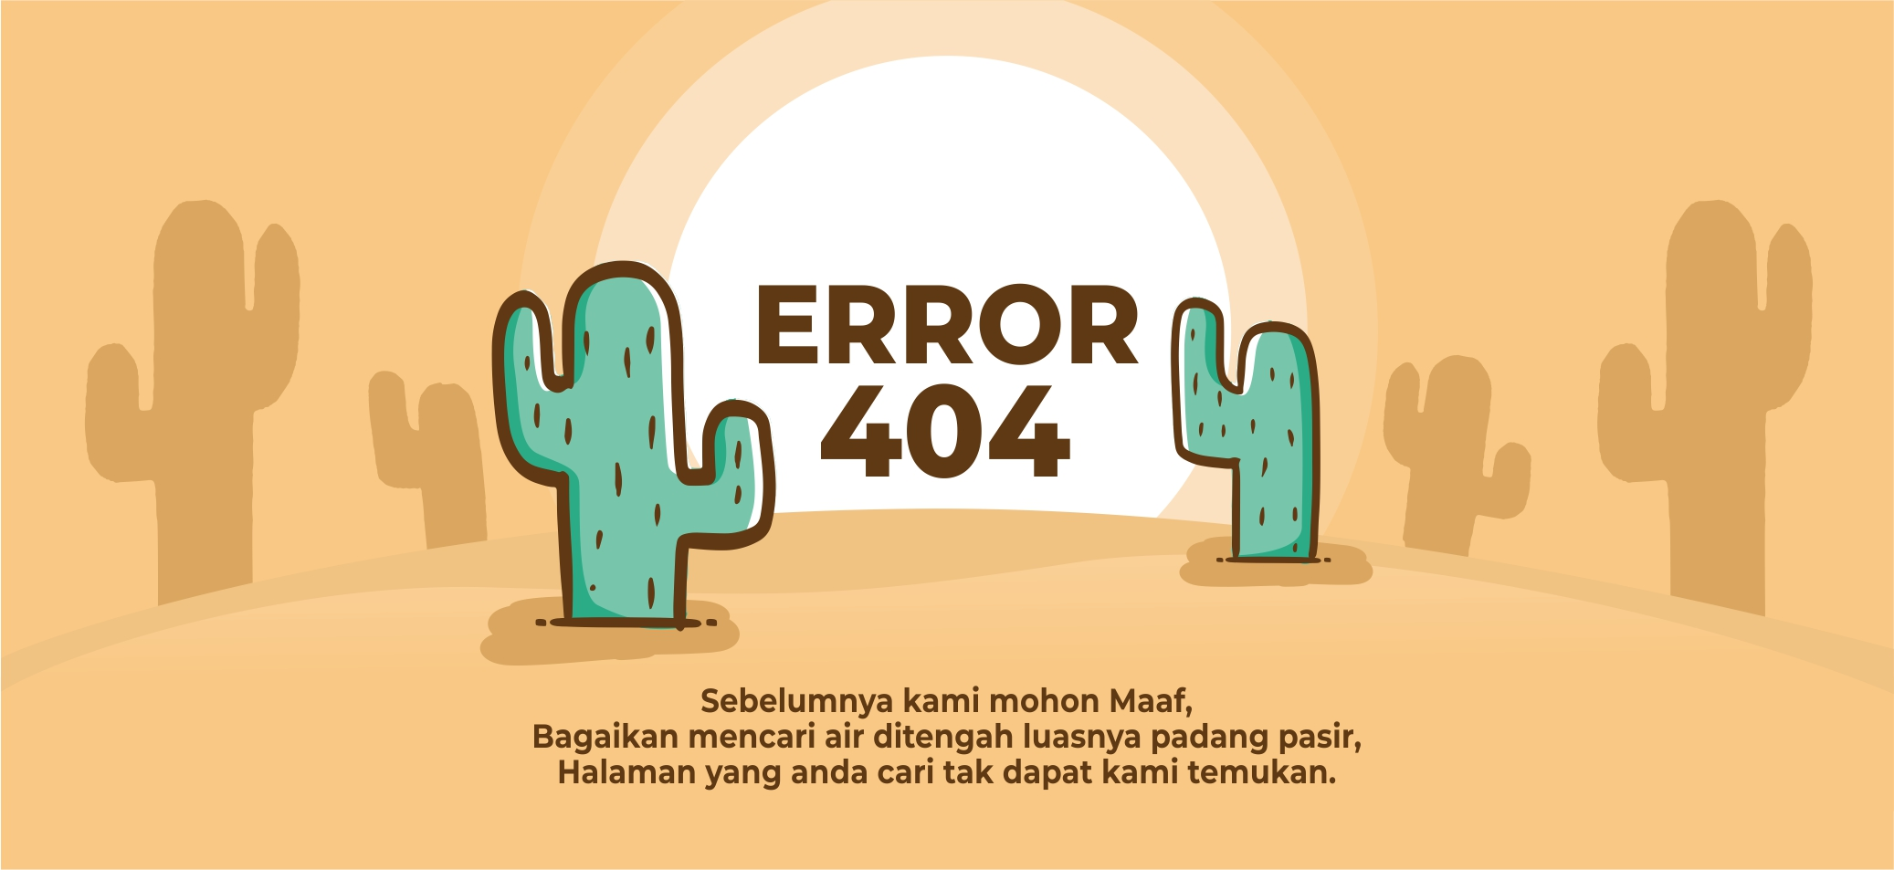 ERROR
404
Sebelumnya kami mohon Maaf,
Bagaikan mencari air ditengah luasnya padang pasir,
Halaman yang anda cari tak dapat kami temukan.